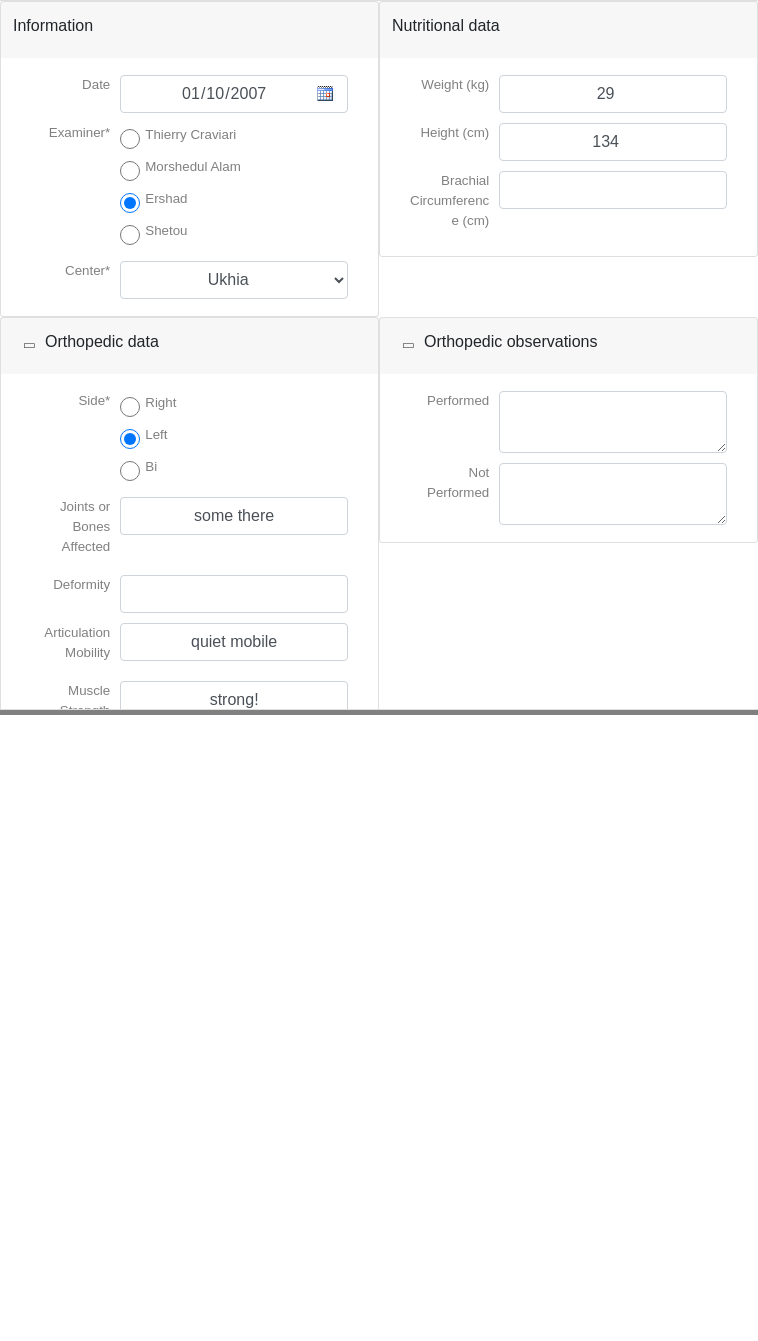 Information
Date 01/10/2007
Examiner* Thierry Craviari
Morshedul Alam
Ershad
Shetou
Center* Ukhia
Nutritional data
Weight (kg) 29
Height (cm) 134
Brachial
Circumferenc
e (cm)
Orthopedic data
Side* Right
Left
Bi
Joints or some there
Bones
Affected
Deformity
Articulation quiet mobile
Mobility
Muscle strong!
Strength
Orthopedic observations
Performed
Not
Performed